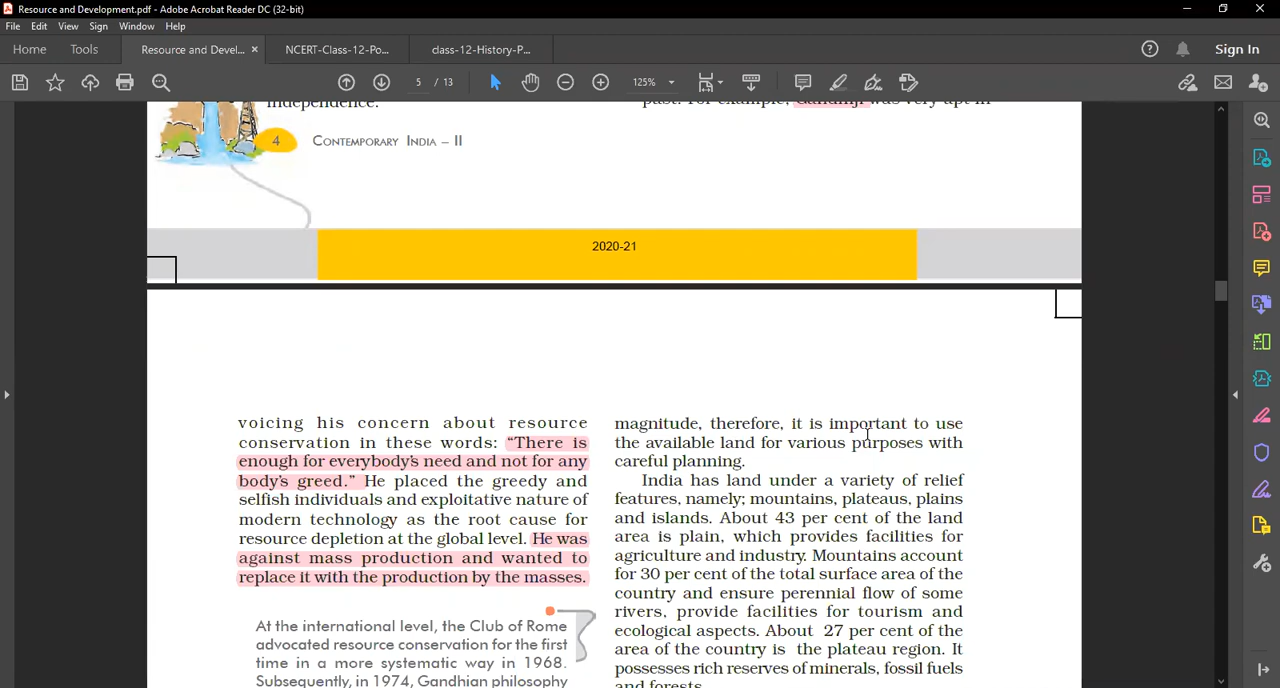 Resource and Development.pdf - Adobe Acrobat Reader DC (32-bit)
File Edit View Sign Window Help
Home Tools Resource and Devel... × NCERT-Class-12-Po... class-12-History-P... Sign In
5 / 13 125%
independence.
past. For example, Gandhiji was very apt in
4 CONTEMPORARY INDIA – II
2020-21
voicing his concern about resource
conservation in these words: “There is
enough for everybody’s need and not for any
body’s greed.” He placed the greedy and
selfish individuals and exploitative nature of
modern technology as the root cause for
resource depletion at the global level. He was
against mass production and wanted to
replace it with the production by the masses.
At the international level, the Club of Rome
advocated resource conservation for the first
time in a more systematic way in 1968.
Subsequently, in 1974, Gandhian philosophy
magnitude, therefore, it is important to use
the available land for various purposes with
careful planning.
India has land under a variety of relief
features, namely; mountains, plateaus, plains
and islands. About 43 per cent of the land
area is plain, which provides facilities for
agriculture and industry. Mountains account
for 30 per cent of the total surface area of the
country and ensure perennial flow of some
rivers, provide facilities for tourism and
ecological aspects. About 27 per cent of the
area of the country is the plateau region. It
possesses rich reserves of minerals, fossil fuels
and forests.